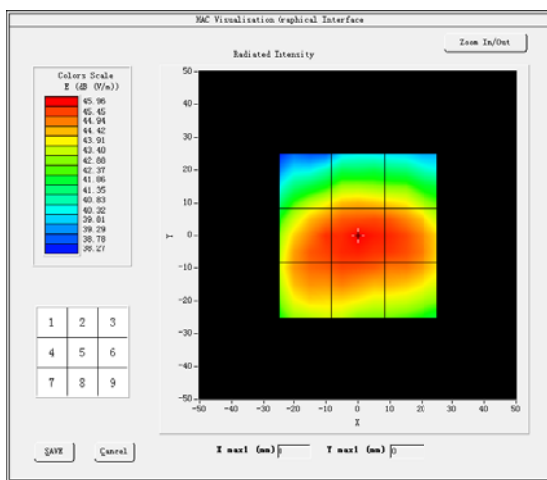 HAC Visualisation Graphical Interface
Zoom In/Out
Radiated Intensity
Colors Scale
E (dB (V/m))
45.96
45.45
44.94
44.42
43.91
43.40
42.88
42.37
41.86
41.35
40.83
40.32
39.81
39.29
38.78
38.27
50
40
30
20
10
0
-10
-20
-30
-40
-50
Y
-50 -40 -30 -20 -10 0 10 20 30 40 50
X
1 2 3
4 5 6
7 8 9
SAVE
Cancel
X max1 (mm)
Y max1 (mm) 0